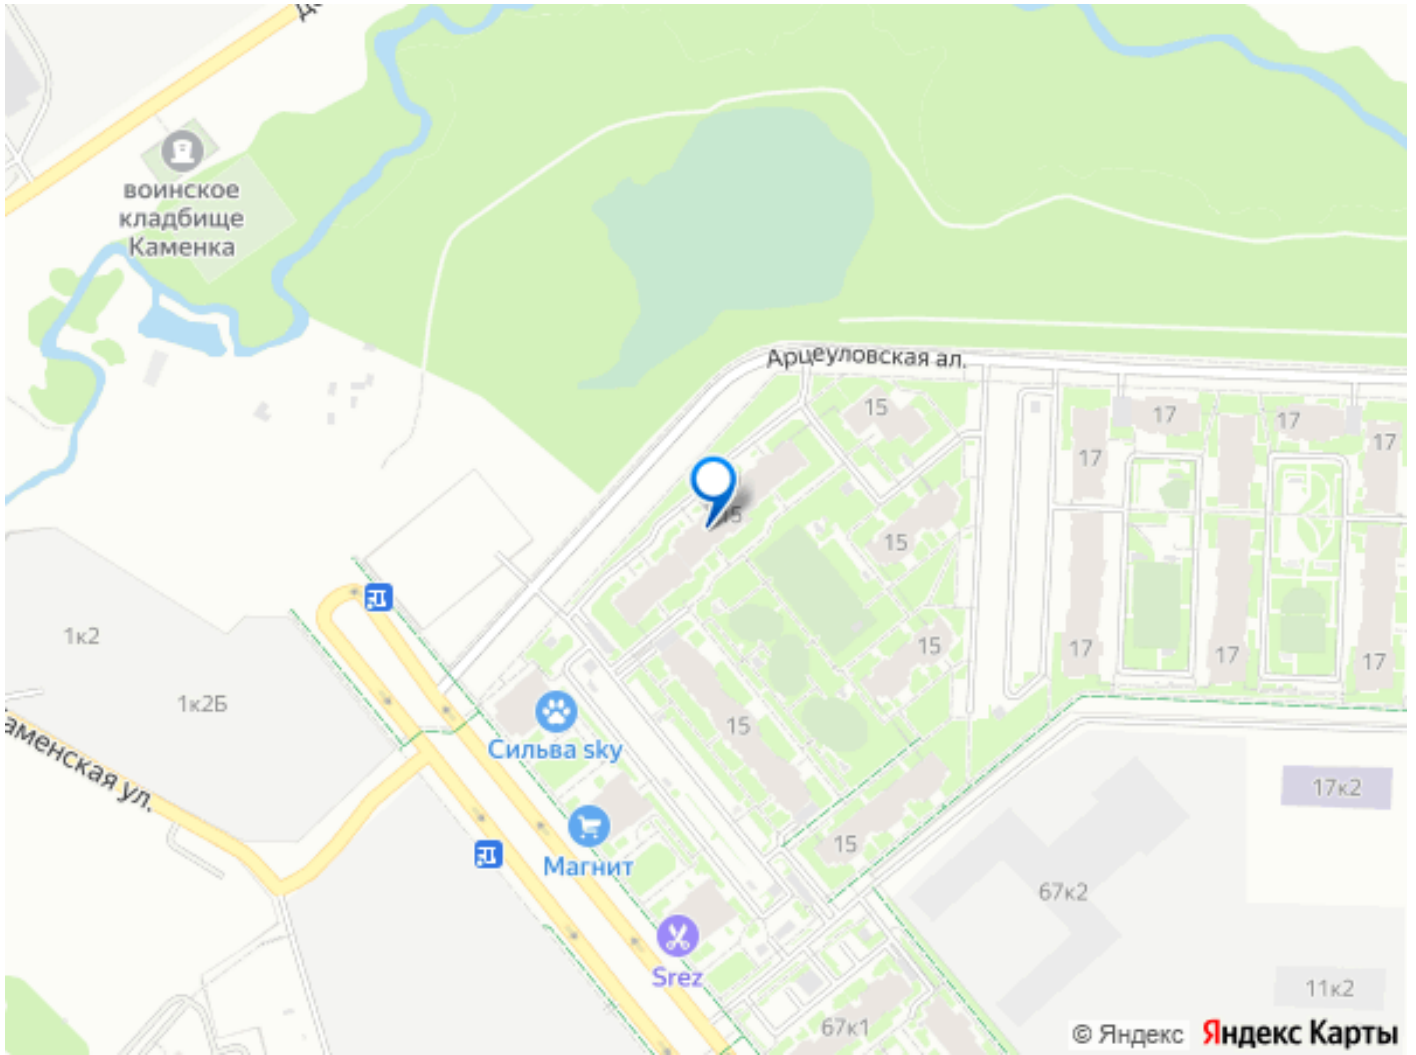 воинское
кладбище
Каменка
Арцеуловская ал.
15
17
17
17
17
15
15
1к2
15
17
17
17
1к2Б
15
Сильва sky
аменская ул.
17к2
Магнит
15
67к2
Srez
11к2
67к1
© Яндекс Яндекс Карты